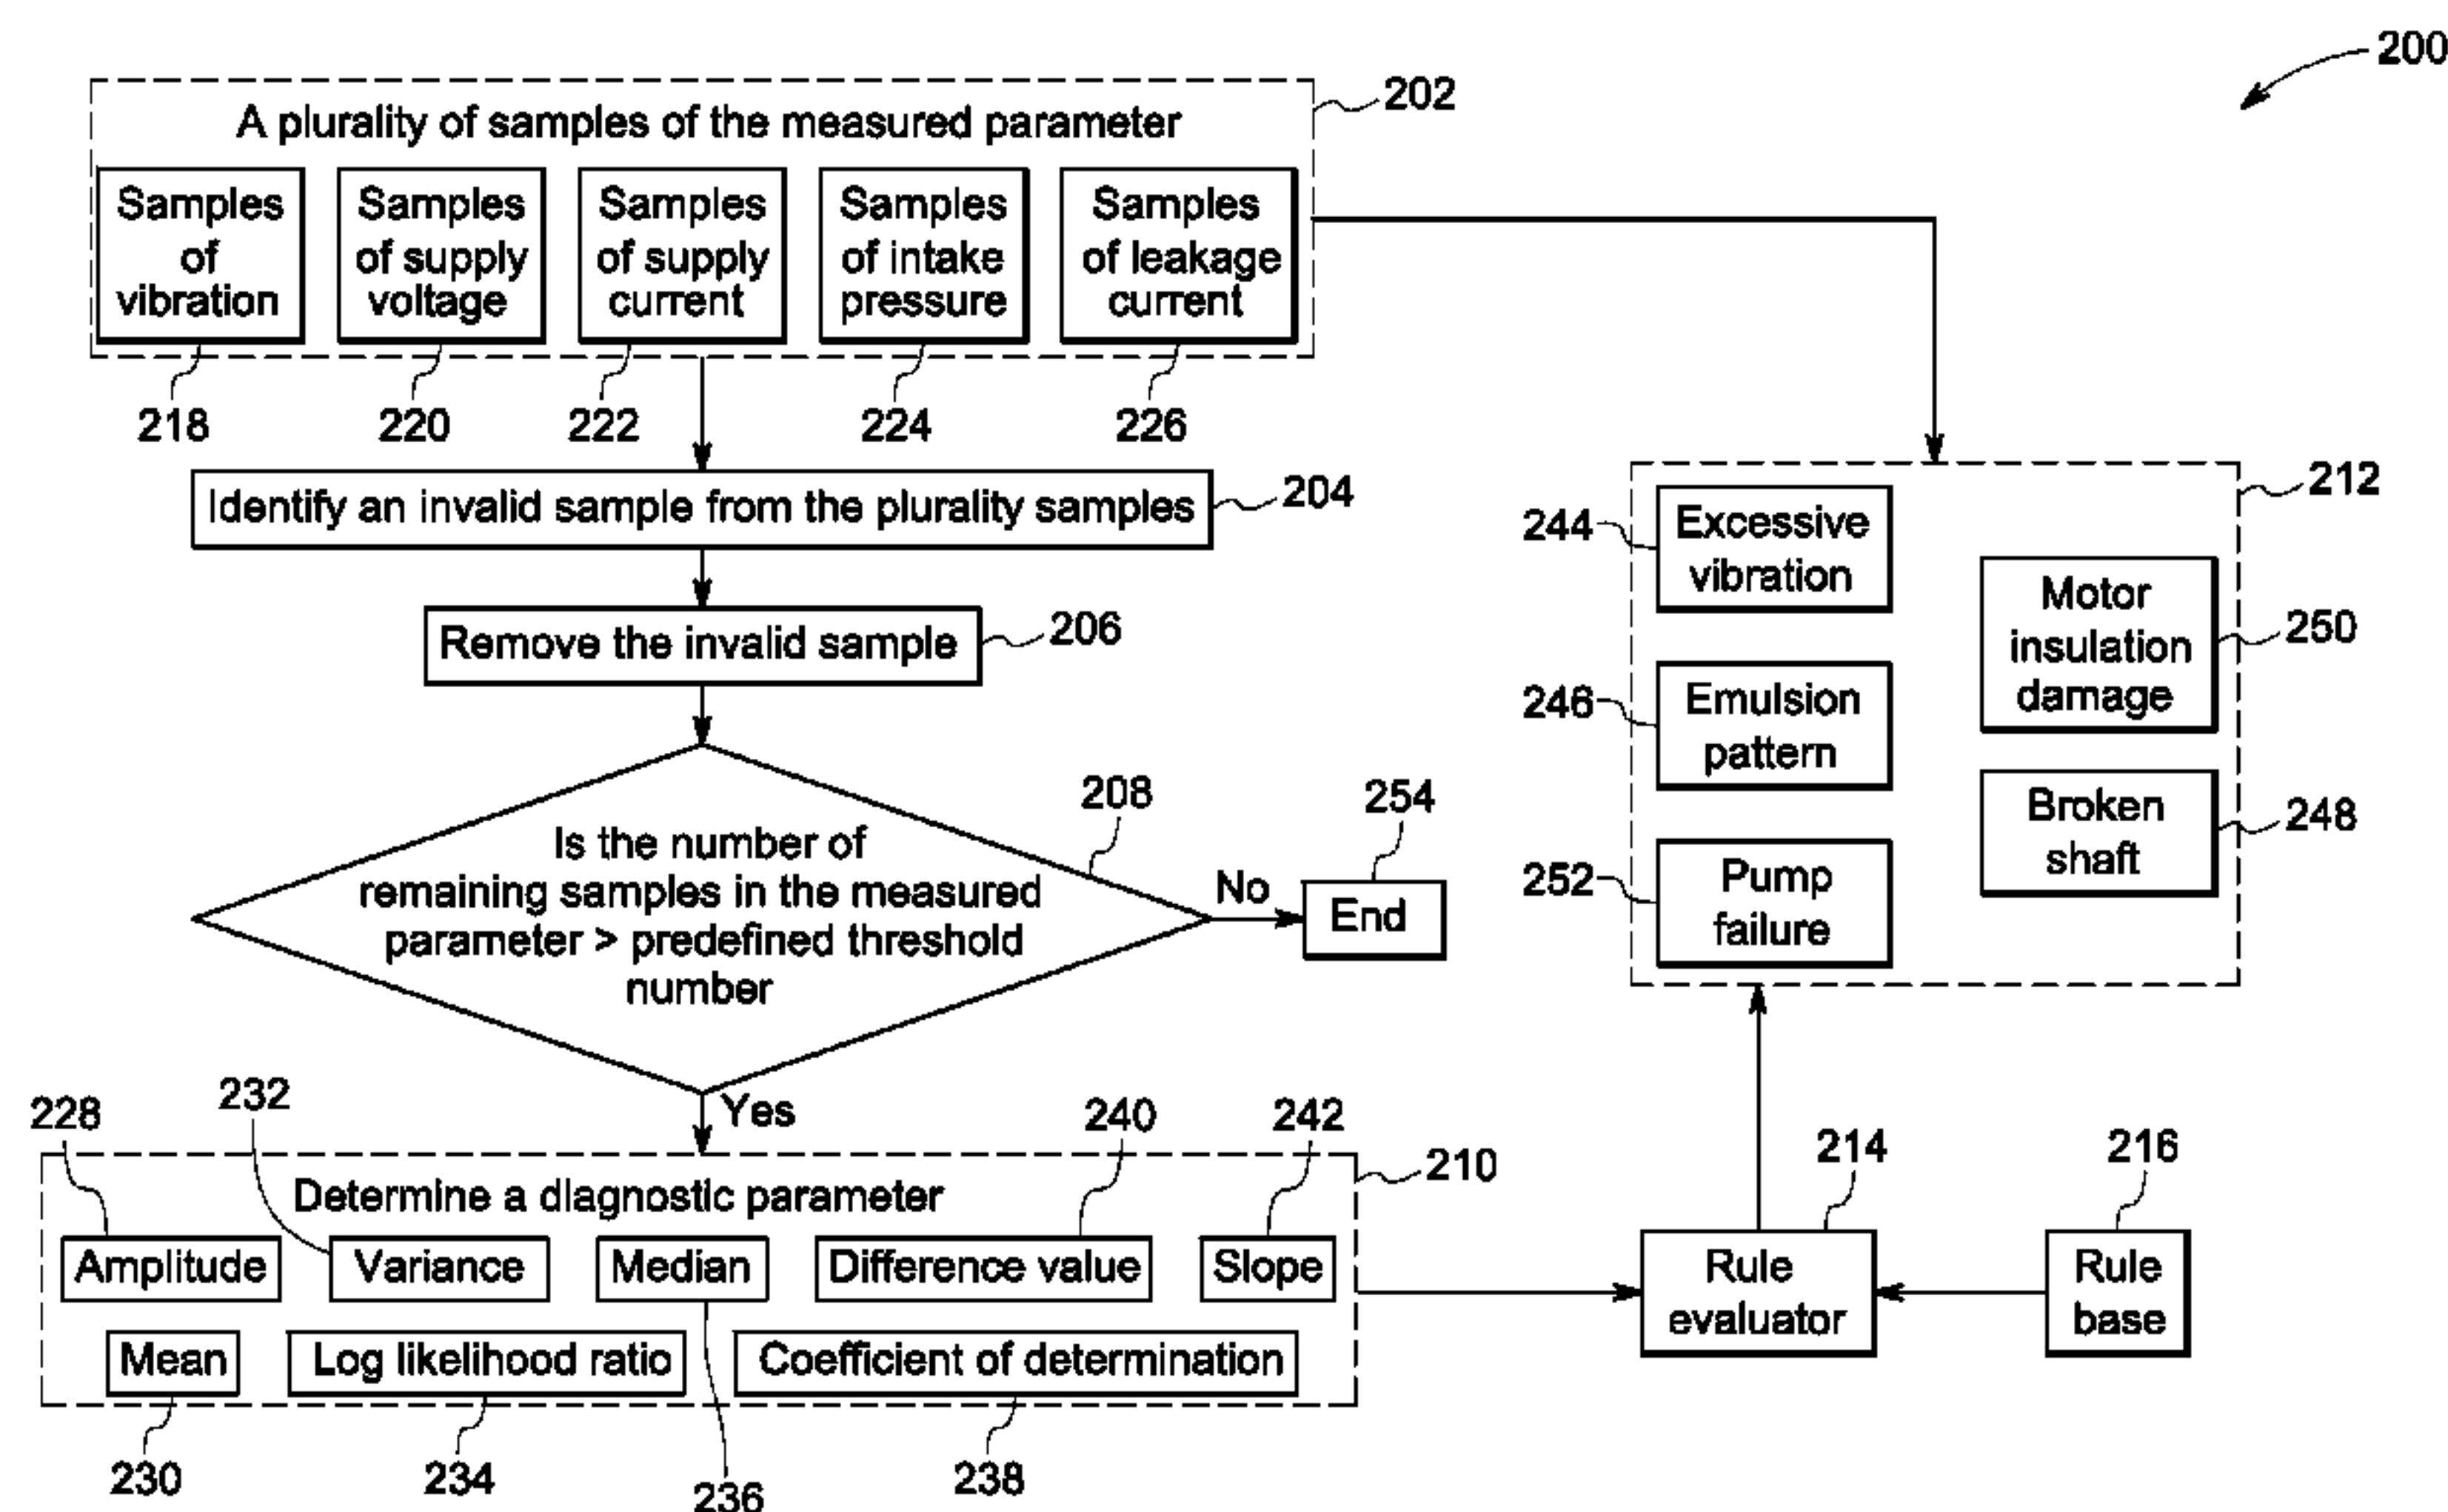 200
202
A plurality of samples of the measured parameter
Samples
of
vibration
Samples
of supply
voltage
Samples
of supply
current
Samples
of intake
pressure
Samples
of leakage
current
218
220
222
224
226
Identify an invalid sample from the plurality samples
204
Remove the invalid sample
206
Is the number of
remaining samples in the measured
parameter > predefined threshold
number
208
No
254
End
Yes
212
244
Excessive
vibration
246
Emulsion
pattern
252
Pump
failure
Motor
insulation
damage
250
Broken
shaft
248
228
232
240
242
210
Determine a diagnostic parameter
Amplitude
Variance
Median
Difference value
Slope
Mean
Log likelihood ratio
Coefficient of determination
230
234
236
238
214
Rule
evaluator
216
Rule
base